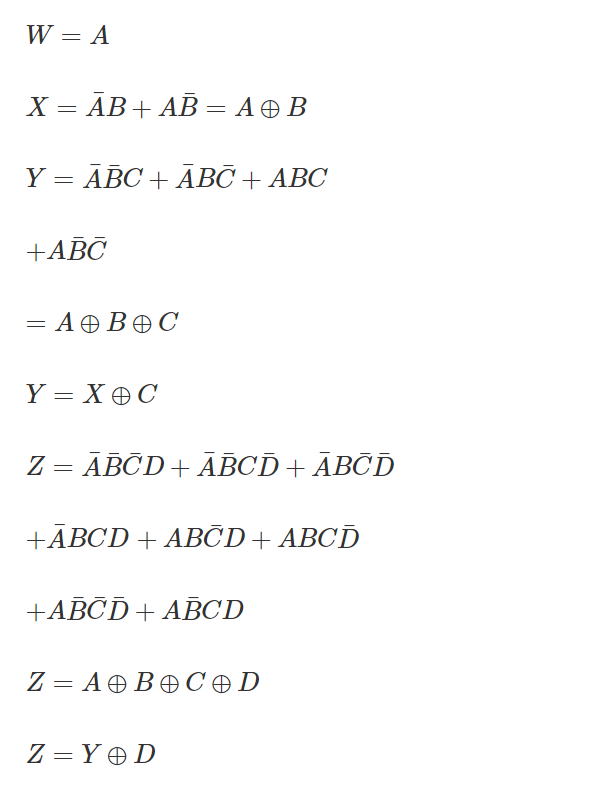 W = A
X = ĀB + AB̄ = A ⊕ B
Y = ĀB̄C + ĀBC̄ + ABC
+AB̄C̄
= A ⊕ B ⊕ C
Y = X ⊕ C
Z = ĀB̄C̄D + ĀB̄CD̄ + ĀBC̄D̄
+ĀBCD + ABC̄D + ABCD̄
+AB̄C̄D̄ + AB̄CD
Z = A ⊕ B ⊕ C ⊕ D
Z = Y ⊕ D